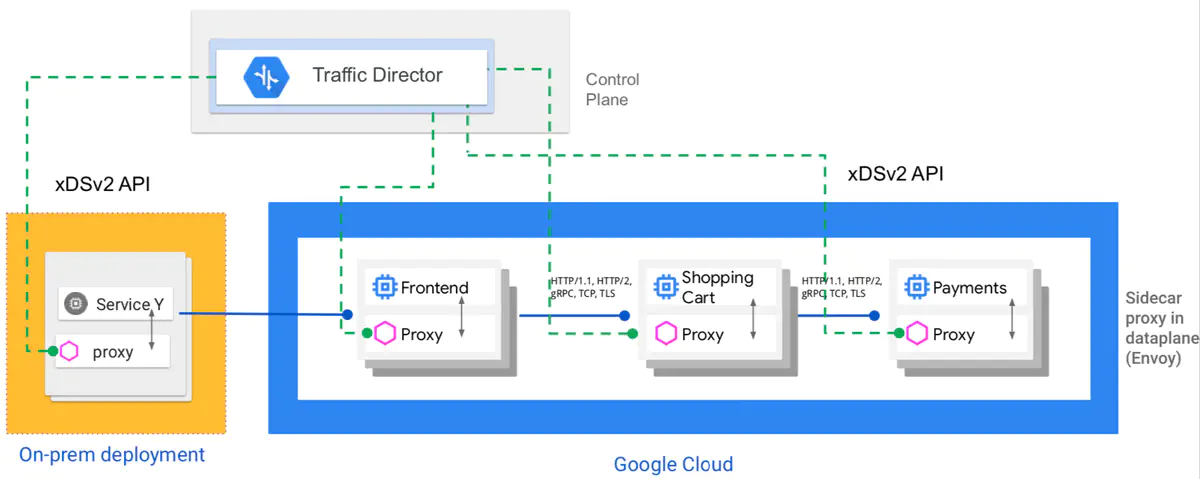 Traffic Director
Control
Plane
xDSv2 API
xDSv2 API
Service Y
proxy
Frontend
Proxy
HTTP/1.1, HTTP/2,
gRPC, TCP, TLS
Shopping
Cart
Proxy
HTTP/1.1, HTTP/2,
gRPC, TCP, TLS
Payments
Proxy
Sidecar
proxy in
dataplane
(Envoy)
On-prem deployment
Google Cloud